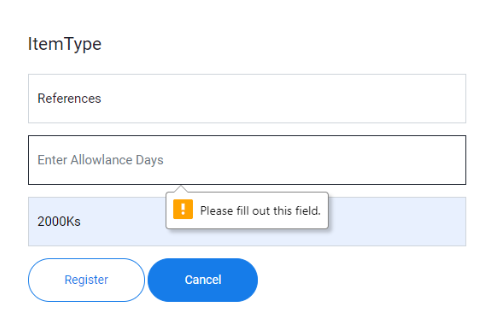 ItemType
References
Enter Allowlance Days
! Please fill out this field.
2000Ks
Register Cancel